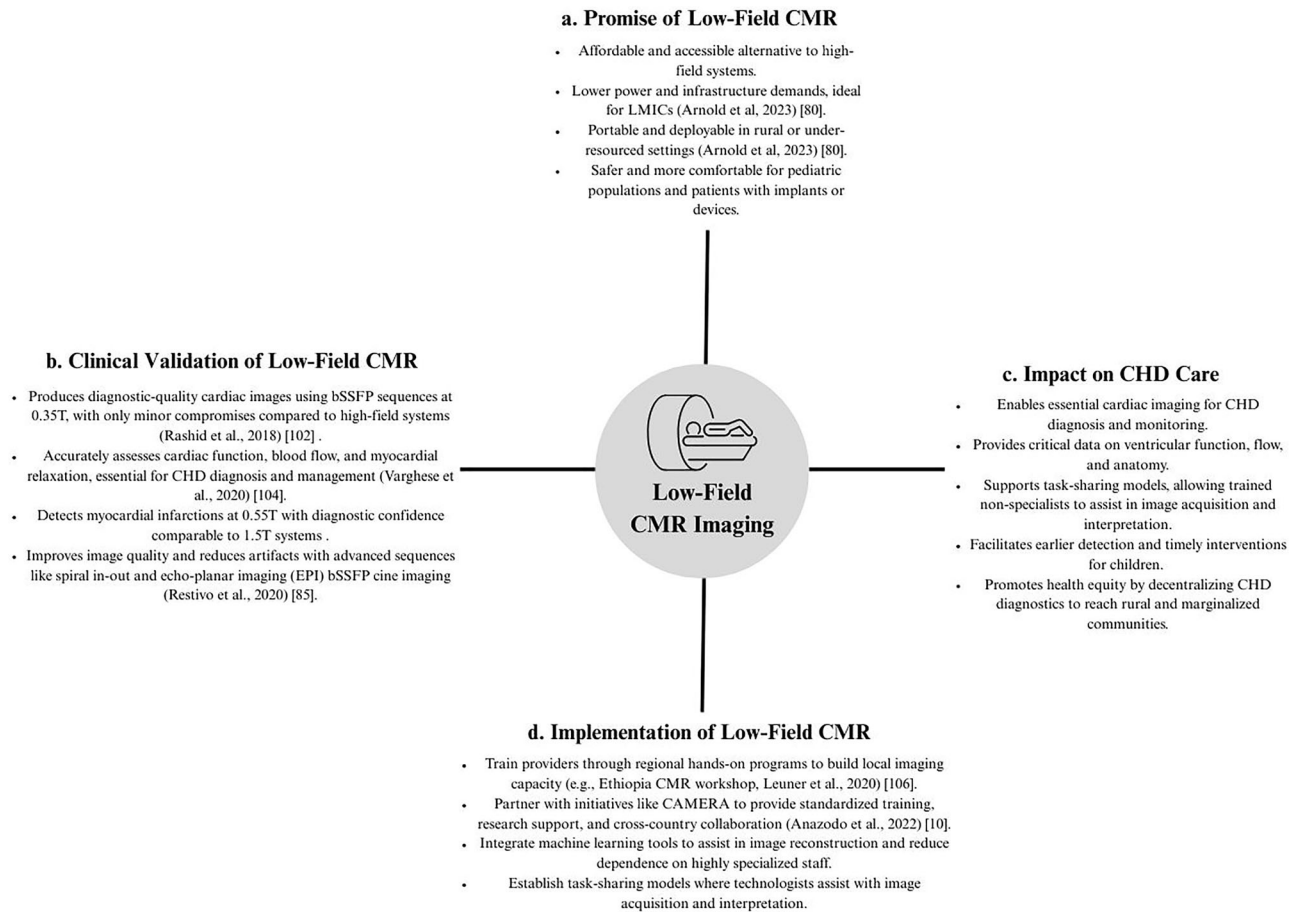 a. Promise of Low-Field CMR
• Affordable and accessible alternative to high-
field systems.
• Lower power and infrastructure demands, ideal
for LMICs (Arnold et al, 2023) [80].
• Portable and deployable in rural or under-
resourced settings (Arnold et al, 2023) [80].
• Safer and more comfortable for pediatric
populations and patients with implants or
devices.
b. Clinical Validation of Low-Field CMR
• Produces diagnostic-quality cardiac images using bSSFP sequences at
0.35T, with only minor compromises compared to high-field systems
(Rashid et al., 2018) [102] .
• Accurately assesses cardiac function, blood flow, and myocardial
relaxation, essential for CHD diagnosis and management (Varghese et
al., 2020) [104].
• Detects myocardial infarctions at 0.55T with diagnostic confidence
comparable to 1.5T systems .
• Improves image quality and reduces artifacts with advanced sequences
like spiral in-out and echo-planar imaging (EPI) bSSFP cine imaging
(Restivo et al., 2020) [85].
Low-Field
CMR Imaging
c. Impact on CHD Care
• Enables essential cardiac imaging for CHD
diagnosis and monitoring.
• Provides critical data on ventricular function, flow,
and anatomy.
• Supports task-sharing models, allowing trained
non-specialists to assist in image acquisition and
interpretation.
• Facilitates earlier detection and timely interventions
for children.
• Promotes health equity by decentralizing CHD
diagnostics to reach rural and marginalized
communities.
d. Implementation of Low-Field CMR
• Train providers through regional hands-on programs to build local imaging
capacity (e.g., Ethiopia CMR workshop, Leuner et al., 2020) [106].
• Partner with initiatives like CAMERA to provide standardized training,
research support, and cross-country collaboration (Anazodo et al., 2022) [10].
• Integrate machine learning tools to assist in image reconstruction and reduce
dependence on highly specialized staff.
• Establish task-sharing models where technologists assist with image
acquisition and interpretation.